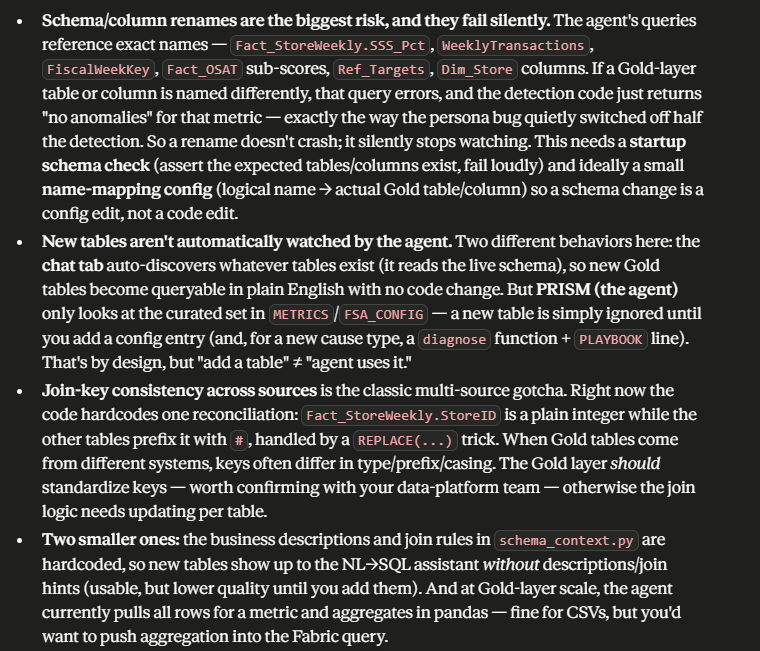 • Schema/column renames are the biggest risk, and they fail silently. The agent's queries
reference exact names — Fact_StoreWeekly.SSS_Pct, WeeklyTransactions,
FiscalWeekKey, Fact_OSAT sub-scores, Ref_Targets, Dim_Store columns. If a Gold-layer
table or column is named differently, that query errors, and the detection code just returns
"no anomalies" for that metric — exactly the way the persona bug quietly switched off half
the detection. So a rename doesn't crash; it silently stops watching. This needs a startup
schema check (assert the expected tables/columns exist, fail loudly) and ideally a small
name-mapping config (logical name → actual Gold table/column) so a schema change is a
config edit, not a code edit.
• New tables aren't automatically watched by the agent. Two different behaviors here: the
chat tab auto-discovers whatever tables exist (it reads the live schema), so new Gold
tables become queryable in plain English with no code change. But PRISM (the agent)
only looks at the curated set in METRICS/FSA_CONFIG — a new table is simply ignored until
you add a config entry (and, for a new cause type, a diagnose function + PLAYBOOK line).
That's by design, but "add a table" ≠ "agent uses it."
• Join-key consistency across sources is the classic multi-source gotcha. Right now the
code hardcodes one reconciliation: Fact_StoreWeekly.StoreID is a plain integer while the
other tables prefix it with #, handled by a REPLACE(...) trick. When Gold tables come
from different systems, keys often differ in type/prefix/casing. The Gold layer should
standardize keys — worth confirming with your data-platform team — otherwise the join
logic needs updating per table.
• Two smaller ones: the business descriptions and join rules in schema_context.py are
hardcoded, so new tables show up to the NL→SQL assistant without descriptions/join
hints (usable, but lower quality until you add them). And at Gold-layer scale, the agent
currently pulls all rows for a metric and aggregates in pandas — fine for CSVs, but you'd
want to push aggregation into the Fabric query.